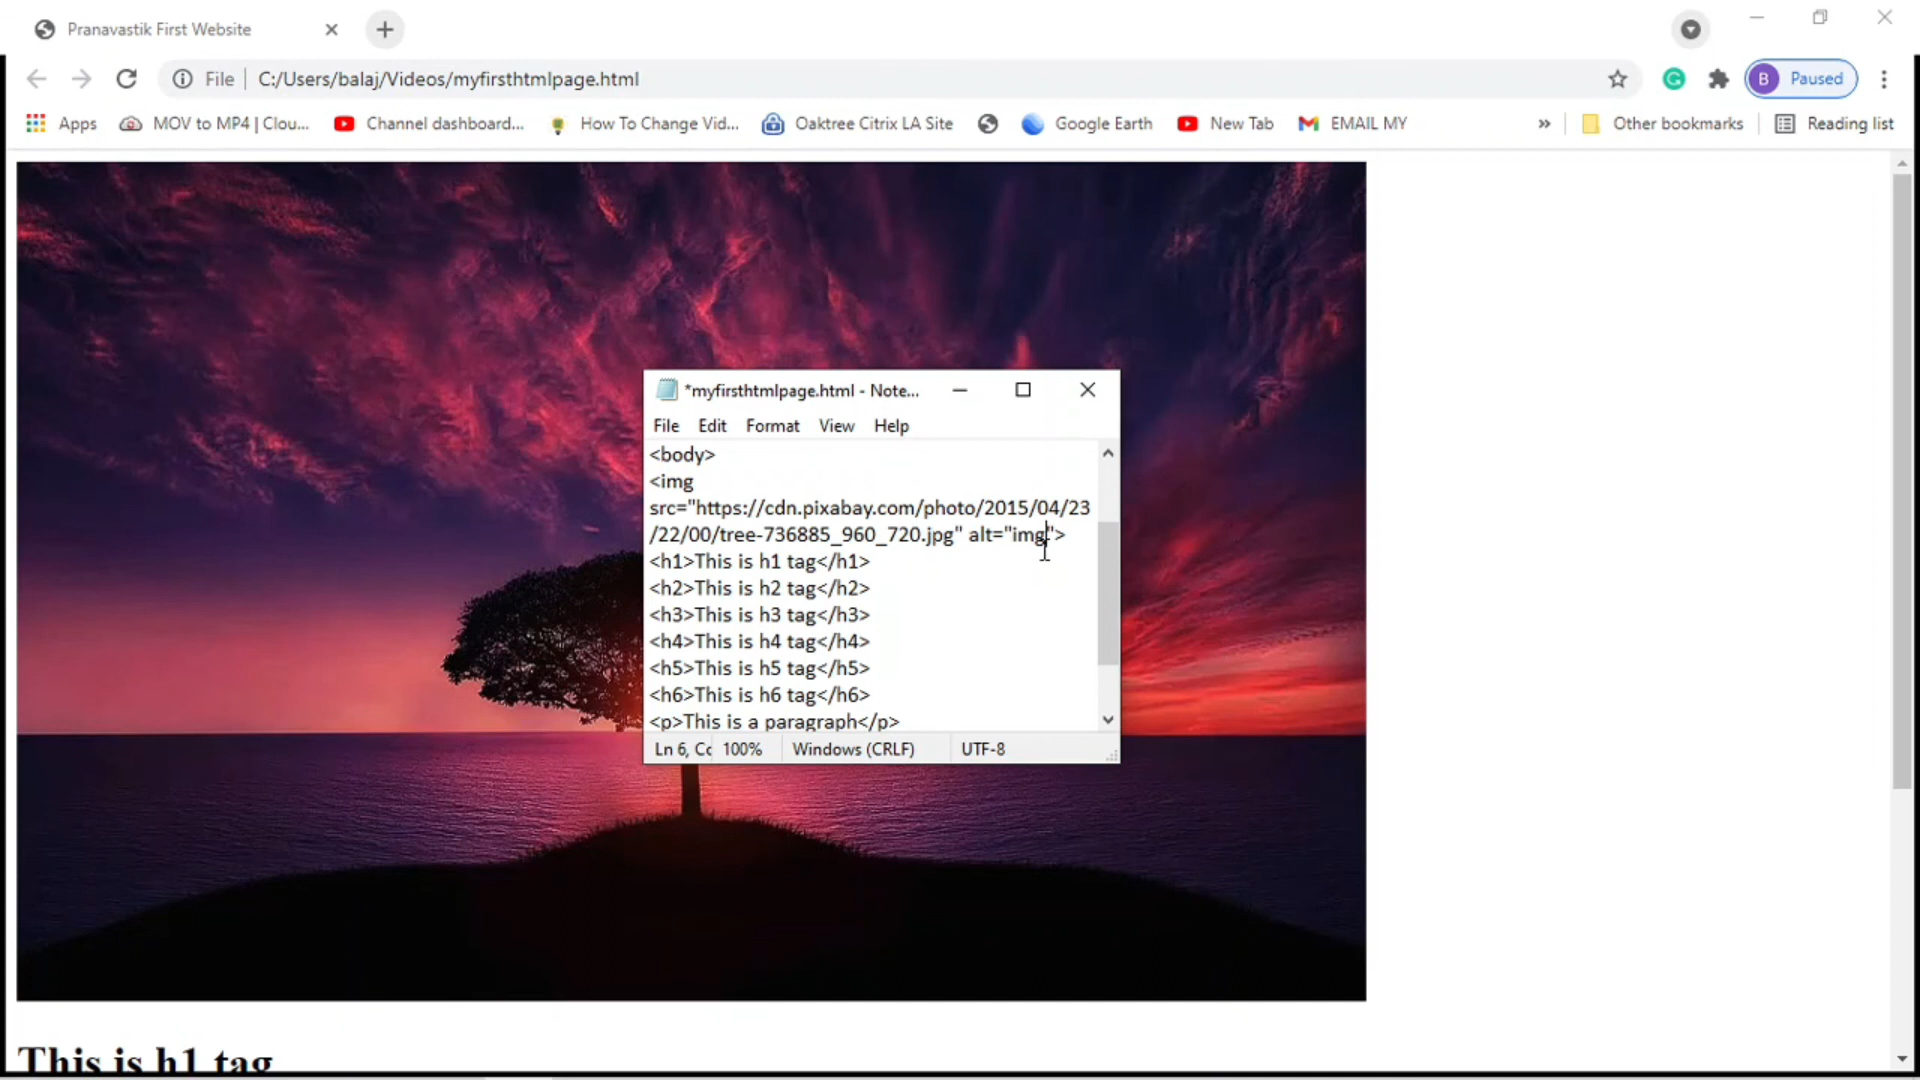 Pranavastik First Website
File C:/Users/balaj/Videos/myfirsthtmlpage.html B Paused
Apps MOV to MP4 | Clou... Channel dashboard... How To Change Vid... Oaktree Citrix LA Site Google Earth New Tab EMAIL MY » Other bookmarks Reading list
*myfirsthtmlpage.html - Note...
File Edit Format View Help
<body>
<img
src="https://cdn.pixabay.com/photo/2015/04/23
/22/00/tree-736885_960_720.jpg" alt="img">
<h1>This is h1 tag</h1>
<h2>This is h2 tag</h2>
<h3>This is h3 tag</h3>
<h4>This is h4 tag</h4>
<h5>This is h5 tag</h5>
<h6>This is h6 tag</h6>
<p>This is a paragraph</p>
Ln 6, Cc 100% Windows (CRLF) UTF-8
This is h1 tag